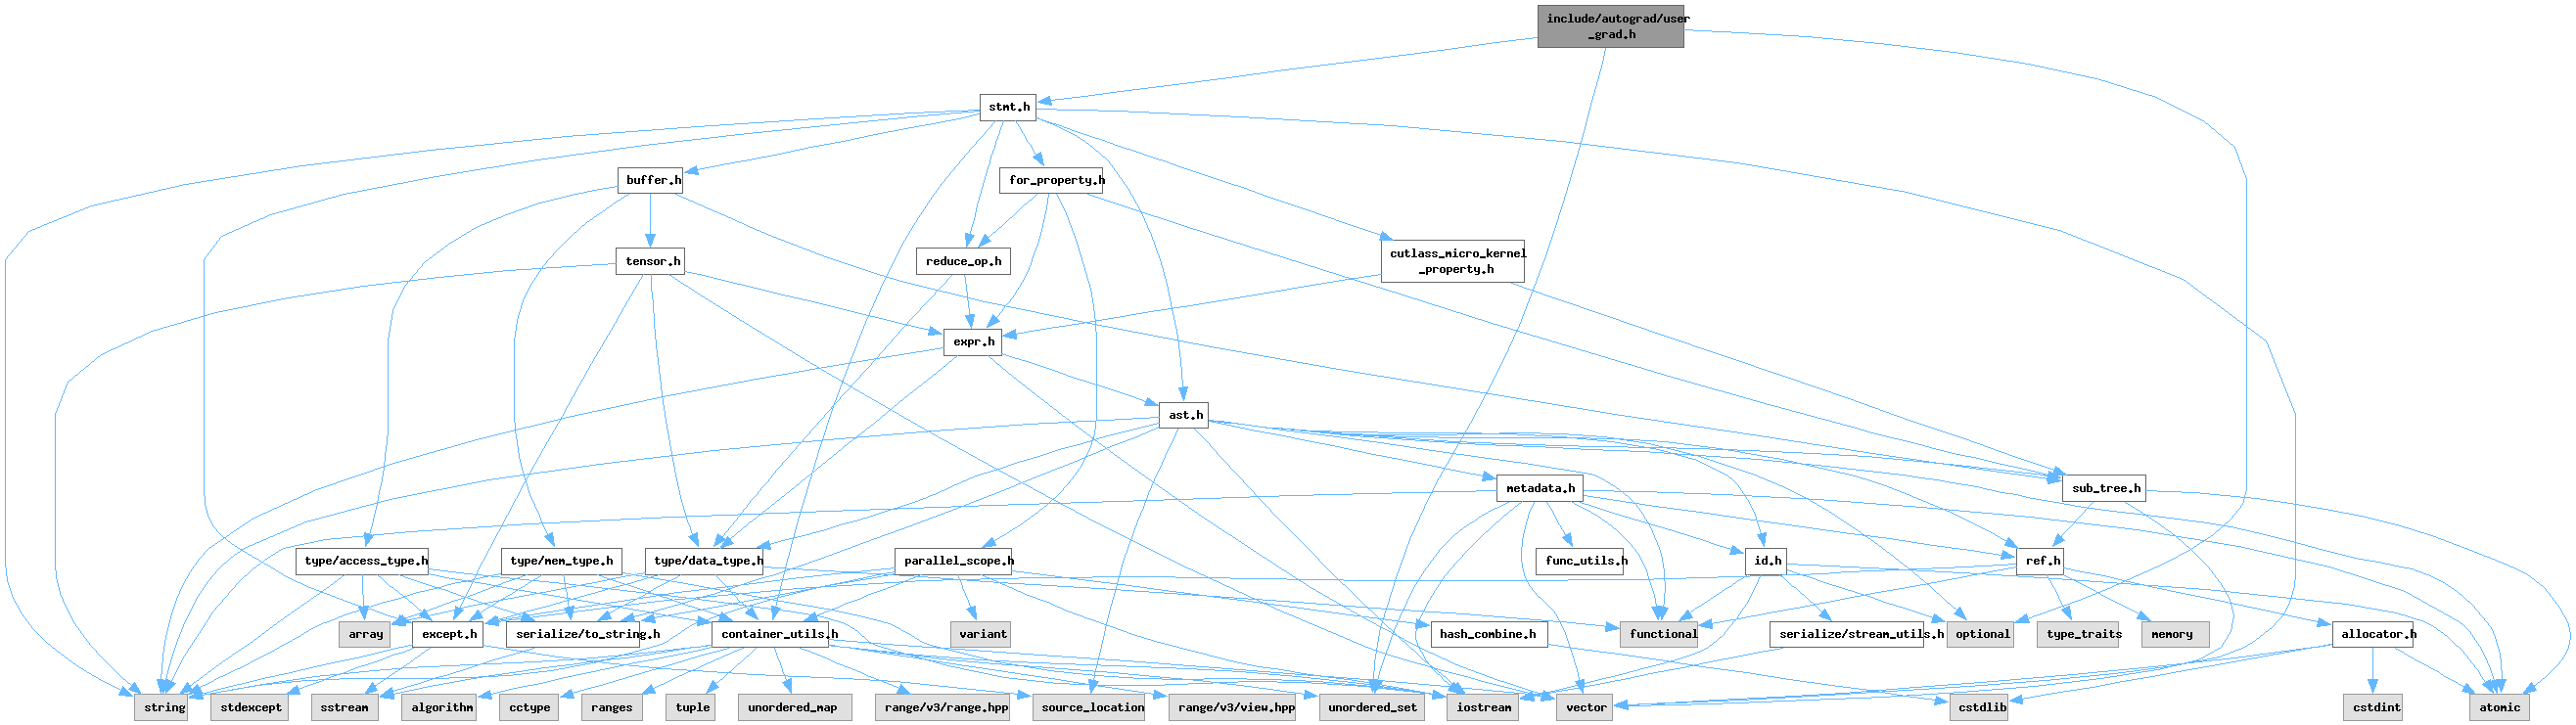 include/autograd/user
_grad.h
stmt.h
buffer.h
for_property.h
tensor.h
reduce_op.h
cutlass_micro_kernel
_property.h
expr.h
ast.h
metadata.h
sub_tree.h
type/access_type.h
type/mem_type.h
type/data_type.h
parallel_scope.h
func_utils.h
id.h
ref.h
array
except.h
serialize/to_string.h
container_utils.h
variant
hash_combine.h
functional
serialize/stream_utils.h
optional
type_traits
memory
allocator.h
string
stdexcept
sstream
algorithm
cctype
ranges
tuple
unordered_map
range/v3/range.hpp
source_location
range/v3/view.hpp
unordered_set
iostream
vector
cstdlib
cstdint
atomic